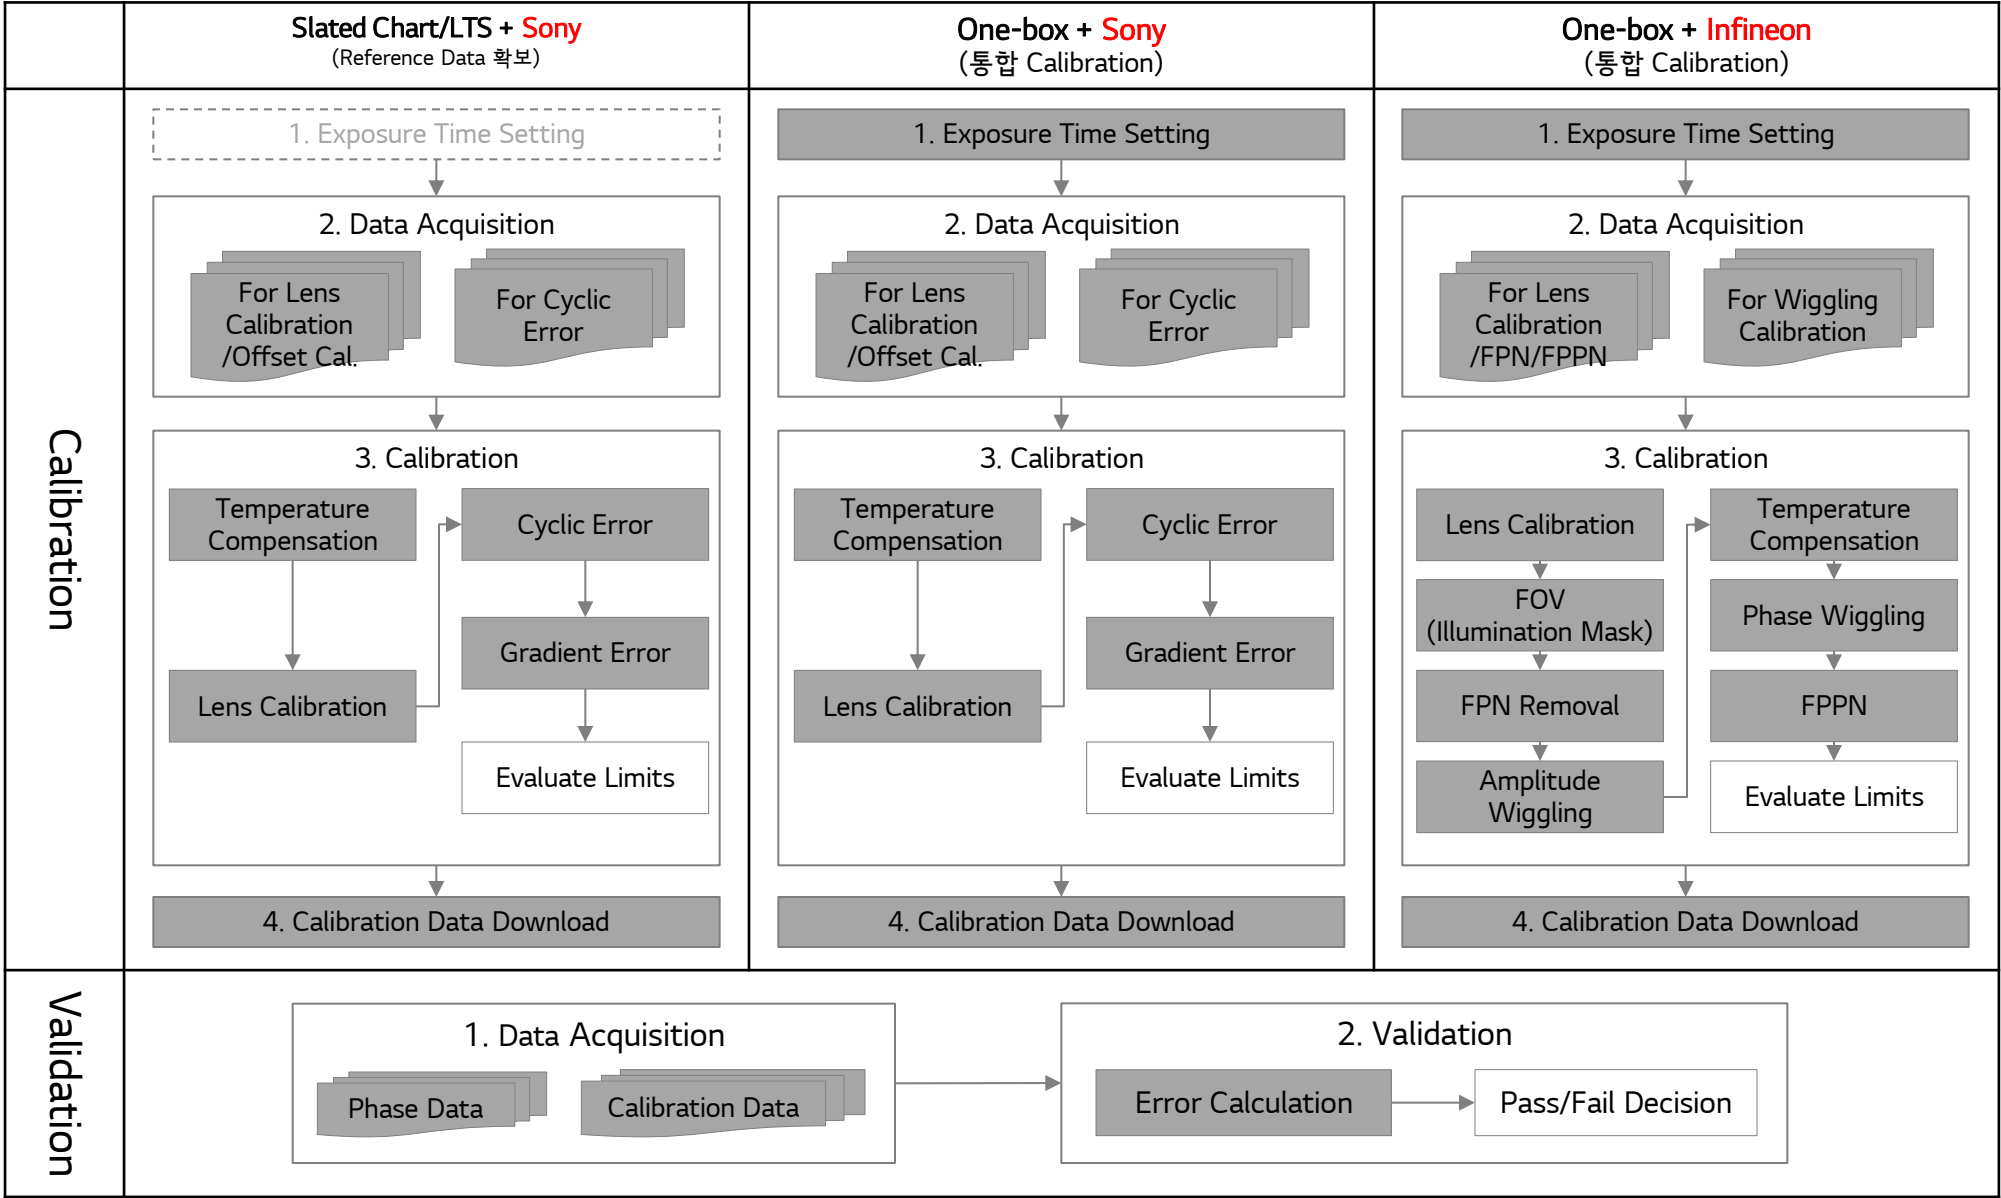 Slated Chart/LTS + Sony
(Reference Data 확보)
One-box + Sony
(통합 Calibration)
One-box + Infineon
(통합 Calibration)
Calibration
1. Exposure Time Setting
2. Data Acquisition
For Lens
Calibration
/Offset Cal.
For Cyclic
Error
3. Calibration
Temperature
Compensation
Lens Calibration
Cyclic Error
Gradient Error
Evaluate Limits
4. Calibration Data Download
1. Exposure Time Setting
2. Data Acquisition
For Lens
Calibration
/Offset Cal.
For Cyclic
Error
3. Calibration
Temperature
Compensation
Lens Calibration
Cyclic Error
Gradient Error
Evaluate Limits
4. Calibration Data Download
1. Exposure Time Setting
2. Data Acquisition
For Lens
Calibration
/FPN/FPPN
For Wiggling
Calibration
3. Calibration
Lens Calibration
FOV
(Illumination Mask)
FPN Removal
Amplitude
Wiggling
Temperature
Compensation
Phase Wiggling
FPPN
Evaluate Limits
4. Calibration Data Download
Validation
1. Data Acquisition
Phase Data
Calibration Data
2. Validation
Error Calculation
Pass/Fail Decision